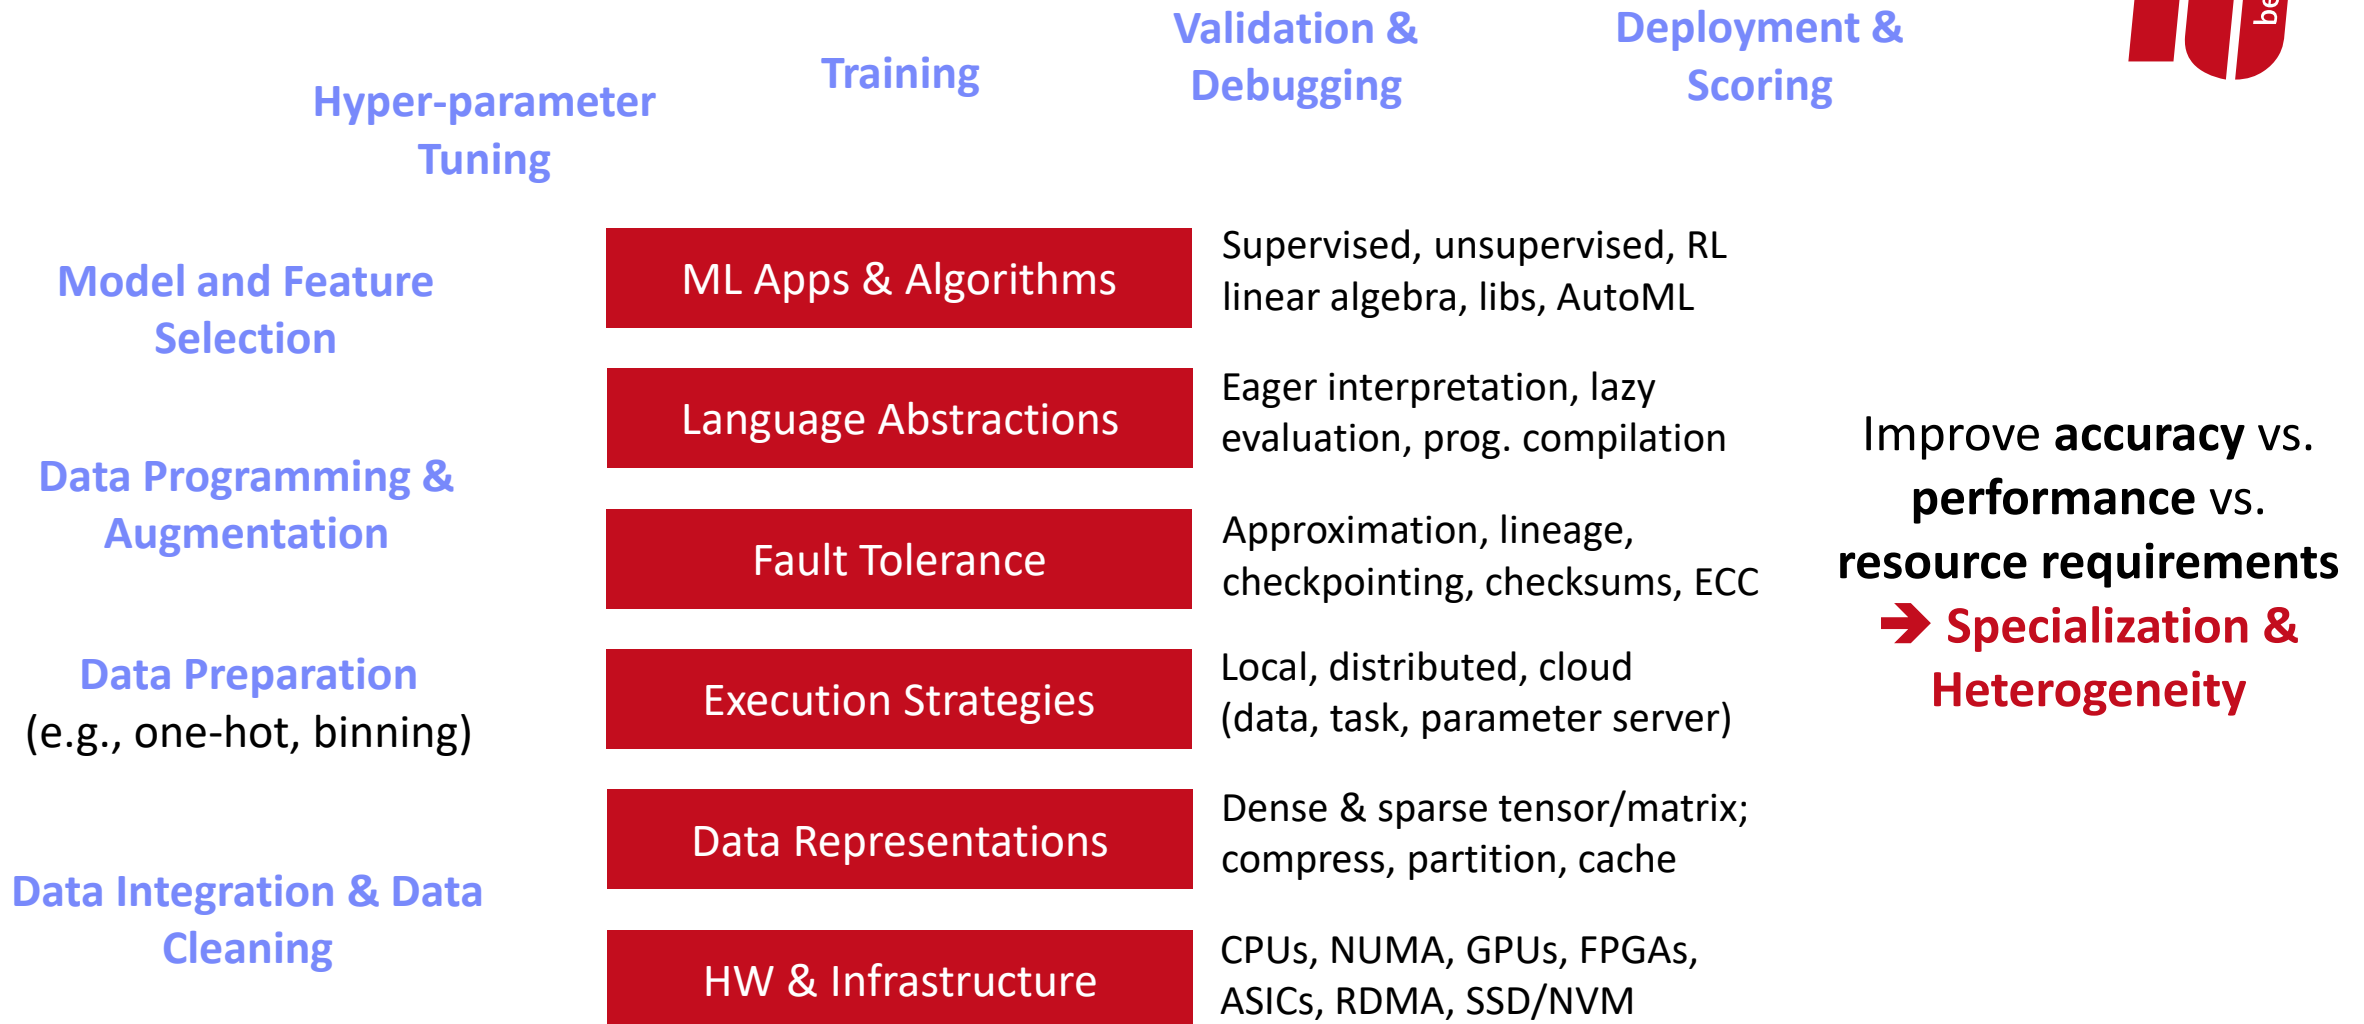 Hyper-parameter
Tuning
Training
Validation &
Debugging
Deployment &
Scoring
Model and Feature
Selection
Data Programming &
Augmentation
Data Preparation
(e.g., one-hot, binning)
Data Integration & Data
Cleaning
ML Apps & Algorithms
Supervised, unsupervised, RL
linear algebra, libs, AutoML
Language Abstractions
Eager interpretation, lazy
evaluation, prog. compilation
Fault Tolerance
Approximation, lineage,
checkpointing, checksums, ECC
Execution Strategies
Local, distributed, cloud
(data, task, parameter server)
Data Representations
Dense & sparse tensor/matrix;
compress, partition, cache
HW & Infrastructure
CPUs, NUMA, GPUs, FPGAs,
ASICs, RDMA, SSD/NVM
Improve accuracy vs.
performance vs.
resource requirements
➔ Specialization &
Heterogeneity